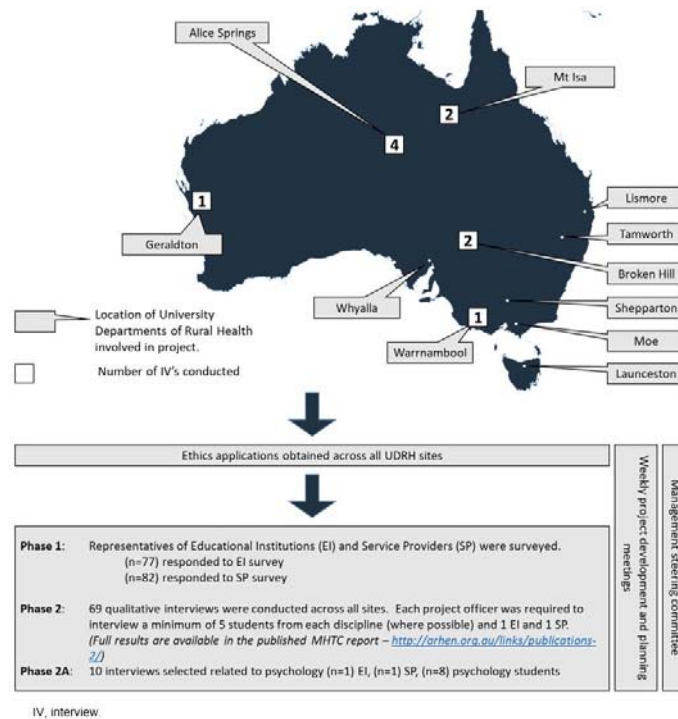 Alice Springs
Mt Isa
2
4
1
Lismore
Geraldton
2
Tamworth
Broken Hill
Whyalla
Shepparton
Location of University
Departments of Rural Health
involved in project.
1
Moe
Warrnambool
Number of IV's conducted
Launceston
Ethics applications obtained across all UDRH sites
Phase 1: Representatives of Educational Institutions (EI) and Service Providers (SP) were surveyed.
(n=77) responded to EI survey
(n=82) responded to SP survey
Phase 2: 69 qualitative interviews were conducted across all sites. Each project officer was required to
interview a minimum of 5 students from each discipline (where possible) and 1 EI and 1 SP.
(Full results are available in the published MHTC report – http://arhen.org.au/links/publications-
2/)
Phase 2A: 10 interviews selected related to psychology (n=1) EI, (n=1) SP, (n=8) psychology students
Weekly project development and planning
meetings
Management steering committee
IV, interview.